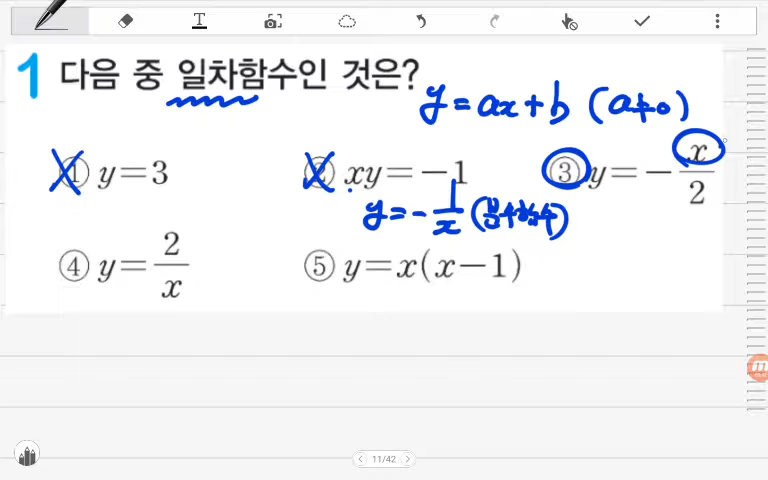 1 다음 중 일차함수인 것은?
y = ax + b (a≠0)
① y=3 ② xy=-1 ③ y=-x/2
y = -1/x (분수함수)
④ y=2/x ⑤ y=x(x-1)
11/42